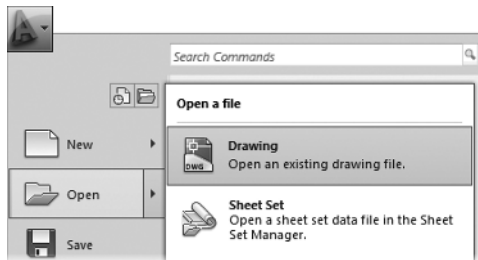 Search Commands
Open a file
New
Drawing
DWG
Open an existing drawing file.
Open
Sheet Set
Open a sheet set data file in the Sheet
Set Manager.
Save